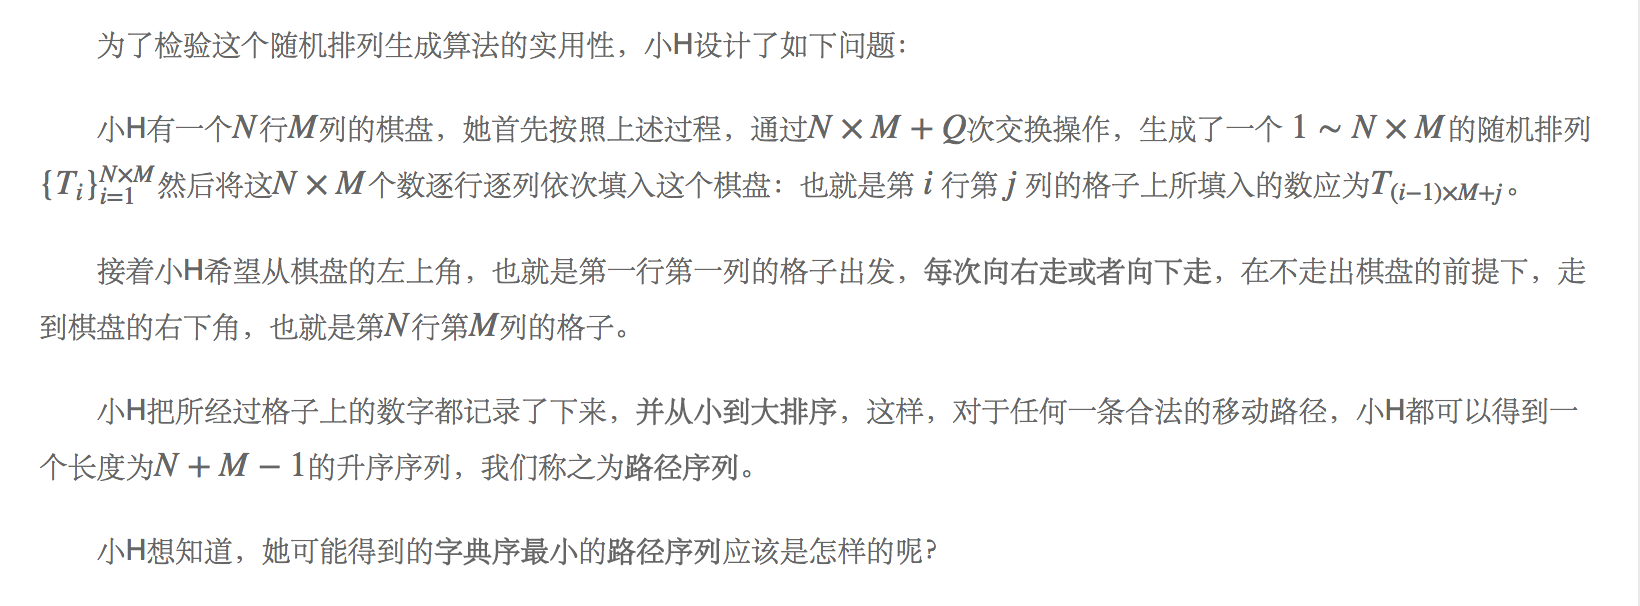 为了检验这个随机排列生成算法的实用性，小H设计了如下问题：
小H有一个N行M列的棋盘，她首先按照上述过程，通过N × M + Q次交换操作，生成了一个 1 ∼ N × M的随机排列
{T_i}_{i=1}^{N×M}然后将这N × M个数逐行逐列依次填入这个棋盘：也就是第 i 行第 j 列的格子上所填入的数应为T_{(i−1)×M+j}。
接着小H希望从棋盘的左上角，也就是第一行第一列的格子出发，每次向右走或者向下走，在不走出棋盘的前提下，走
到棋盘的右下角，也就是第N行第M列的格子。
小H把所经过格子上的数字都记录了下来，并从小到大排序，这样，对于任何一条合法的移动路径，小H都可以得到一
个长度为N + M − 1的升序序列，我们称之为路径序列。
小H想知道，她可能得到的字典序最小的路径序列应该是怎样的呢？